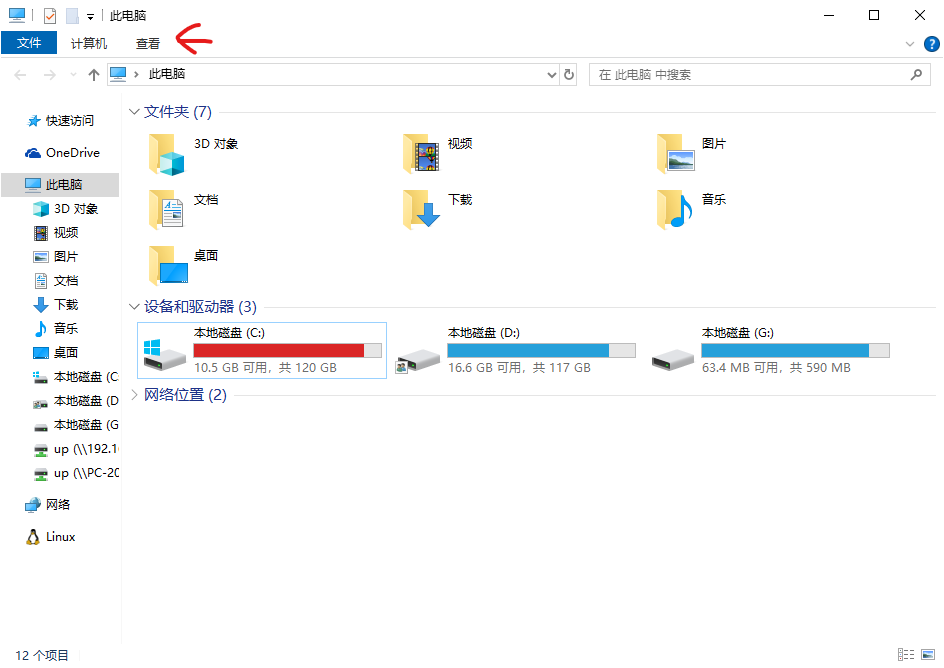 此电脑
文件 计算机 查看
此电脑 在 此电脑 中搜索
快速访问
OneDrive
此电脑
3D 对象
视频
图片
文档
下载
音乐
桌面
本地磁盘 (C
本地磁盘 (D
本地磁盘 (G
up (\\192.1
up (\\PC-20
网络
Linux
文件夹 (7)
3D 对象 视频 图片
文档 下载 音乐
桌面
设备和驱动器 (3)
本地磁盘 (C:) 本地磁盘 (D:) 本地磁盘 (G:)
10.5 GB 可用，共 120 GB 16.6 GB 可用，共 117 GB 63.4 MB 可用，共 590 MB
网络位置 (2)
12 个项目